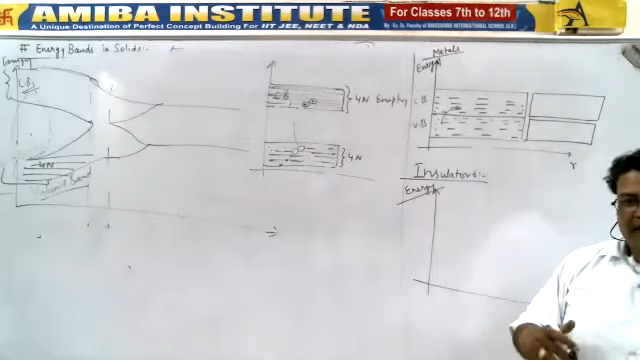 AMIBA INSTITUTE
A Unique Destination of Perfect Concept Building For IIT JEE, NEET & NDA
For Classes 7th to 12th
# Energy Bands in Solids:-
Energy
C.B.
4N
Valence Band
C.B
4N Empty
4N
Metals
Energy
C.B
V.B
r
Insulators:-
Energy